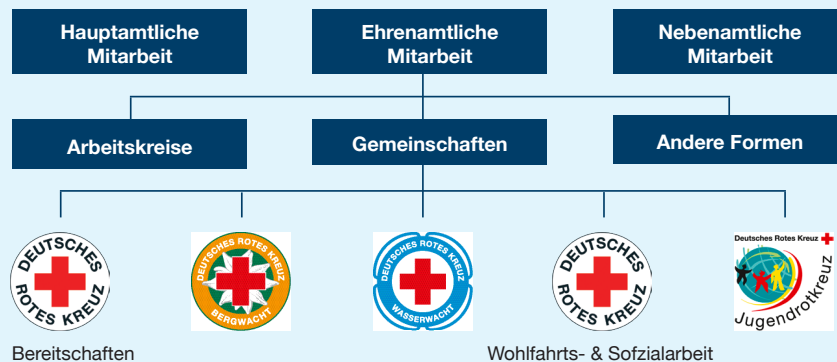 Hauptamtliche
Mitarbeit
Ehrenamtliche
Mitarbeit
Nebenamtliche
Mitarbeit
Arbeitskreise
Gemeinschaften
Andere Formen
DEUTSCHES
ROTES KREUZ
DEUTSCHES ROTES KREUZ
BERGWACHT
DEUTSCHES ROTES KREUZ
WASSERWACHT
DEUTSCHES
ROTES KREUZ
Deutsches Rotes Kreuz
Jugendrotkreuz
Bereitschaften
Wohlfahrts- & Sofzialarbeit